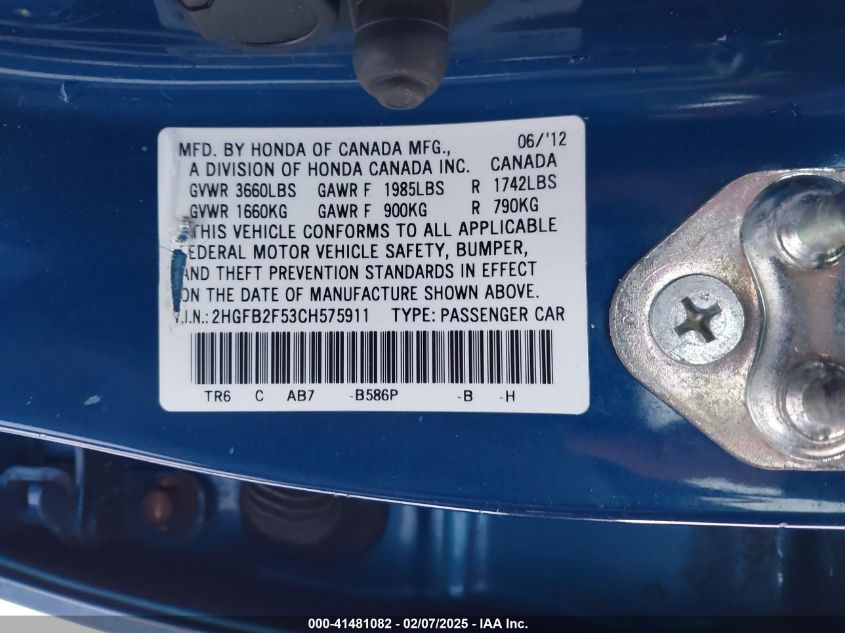 MFD. BY HONDA OF CANADA MFG., 06/'12
A DIVISION OF HONDA CANADA INC. CANADA
GVWR 3660LBS GAWR F 1985LBS R 1742LBS
GVWR 1660KG GAWR F 900KG R 790KG
THIS VEHICLE CONFORMS TO ALL APPLICABLE
FEDERAL MOTOR VEHICLE SAFETY, BUMPER,
AND THEFT PREVENTION STANDARDS IN EFFECT
ON THE DATE OF MANUFACTURE SHOWN ABOVE.
V.I.N.: 2HGFB2F53CH575911 TYPE: PASSENGER CAR
TR6 C AB7 -B586P -B -H
000-41481082 - 02/07/2025 - IAA Inc.